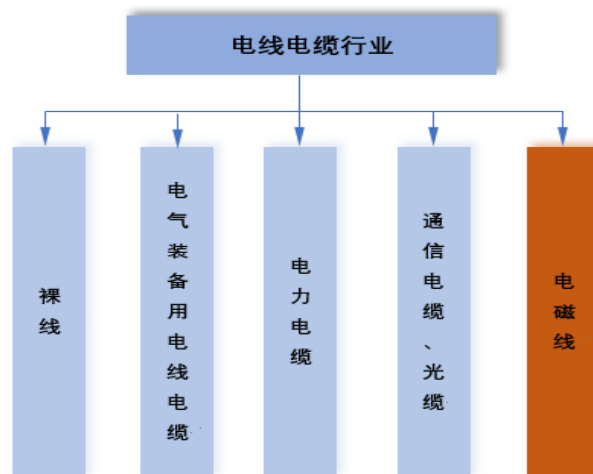 电线电缆行业
裸线
电气装备用电线电缆
电力电缆
通信电缆、光缆
电磁线